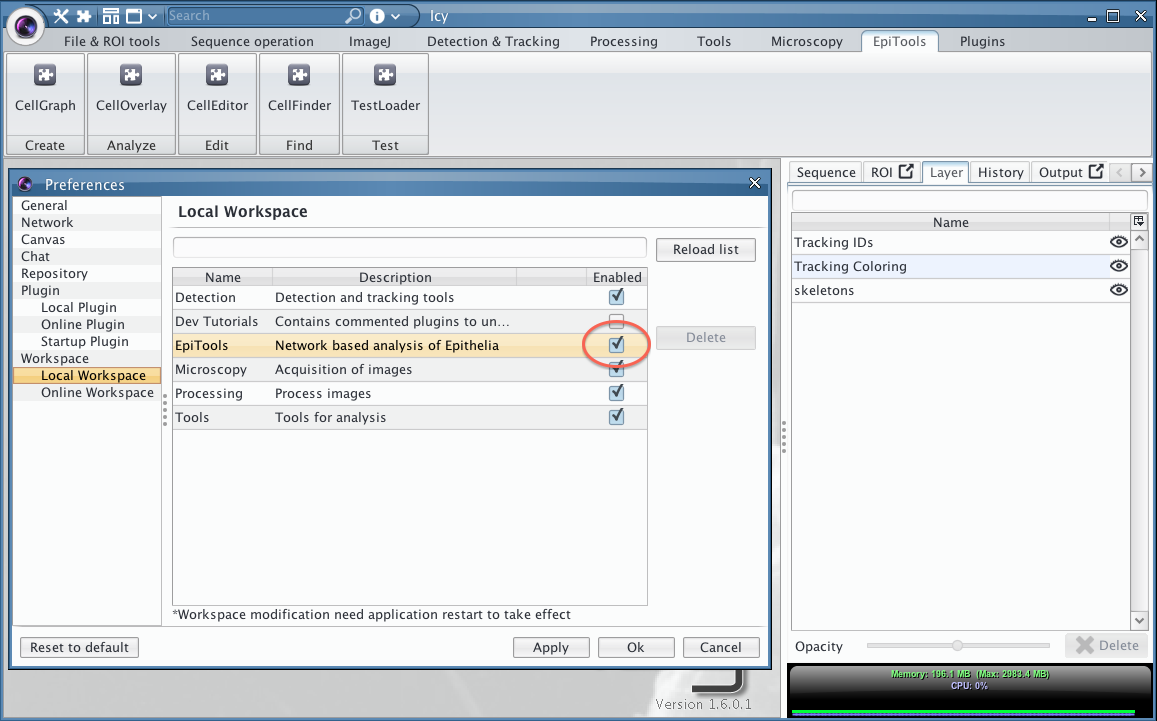 Search
Icy
File & ROI tools Sequence operation ImageJ Detection & Tracking Processing Tools Microscopy EpiTools Plugins
CellGraph CellOverlay CellEditor CellFinder TestLoader
Create Analyze Edit Find Test
Preferences
General
Network
Canvas
Chat
Repository
Plugin
Local Plugin
Online Plugin
Startup Plugin
Workspace
Local Workspace
Online Workspace
Local Workspace
Reload list
Name Description Enabled
Detection Detection and tracking tools
Dev Tutorials Contains commented plugins to un...
EpiTools Network based analysis of Epithelia
Microscopy Acquisition of images
Processing Process images
Tools Tools for analysis
Delete
*Workspace modification need application restart to take effect
Reset to default Apply Ok Cancel
Version 1.6.0.1
Sequence ROI Layer History Output
Name
Tracking IDs
Tracking Coloring
skeletons
Opacity Delete
Memory: 196.1 MB (Max: 2983.4 MB)
CPU: 0%